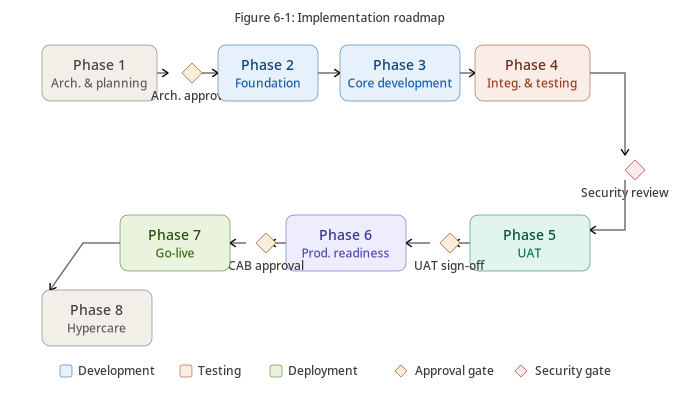 Figure 6-1: Implementation roadmap
Phase 1
Arch. & planning
Arch. approv
Phase 2
Foundation
Phase 3
Core development
Phase 4
Integ. & testing
Security review
Phase 5
UAT
UAT sign-off
Phase 6
Prod. readiness
CAB approval
Phase 7
Go-live
Phase 8
Hypercare
Development
Testing
Deployment
Approval gate
Security gate